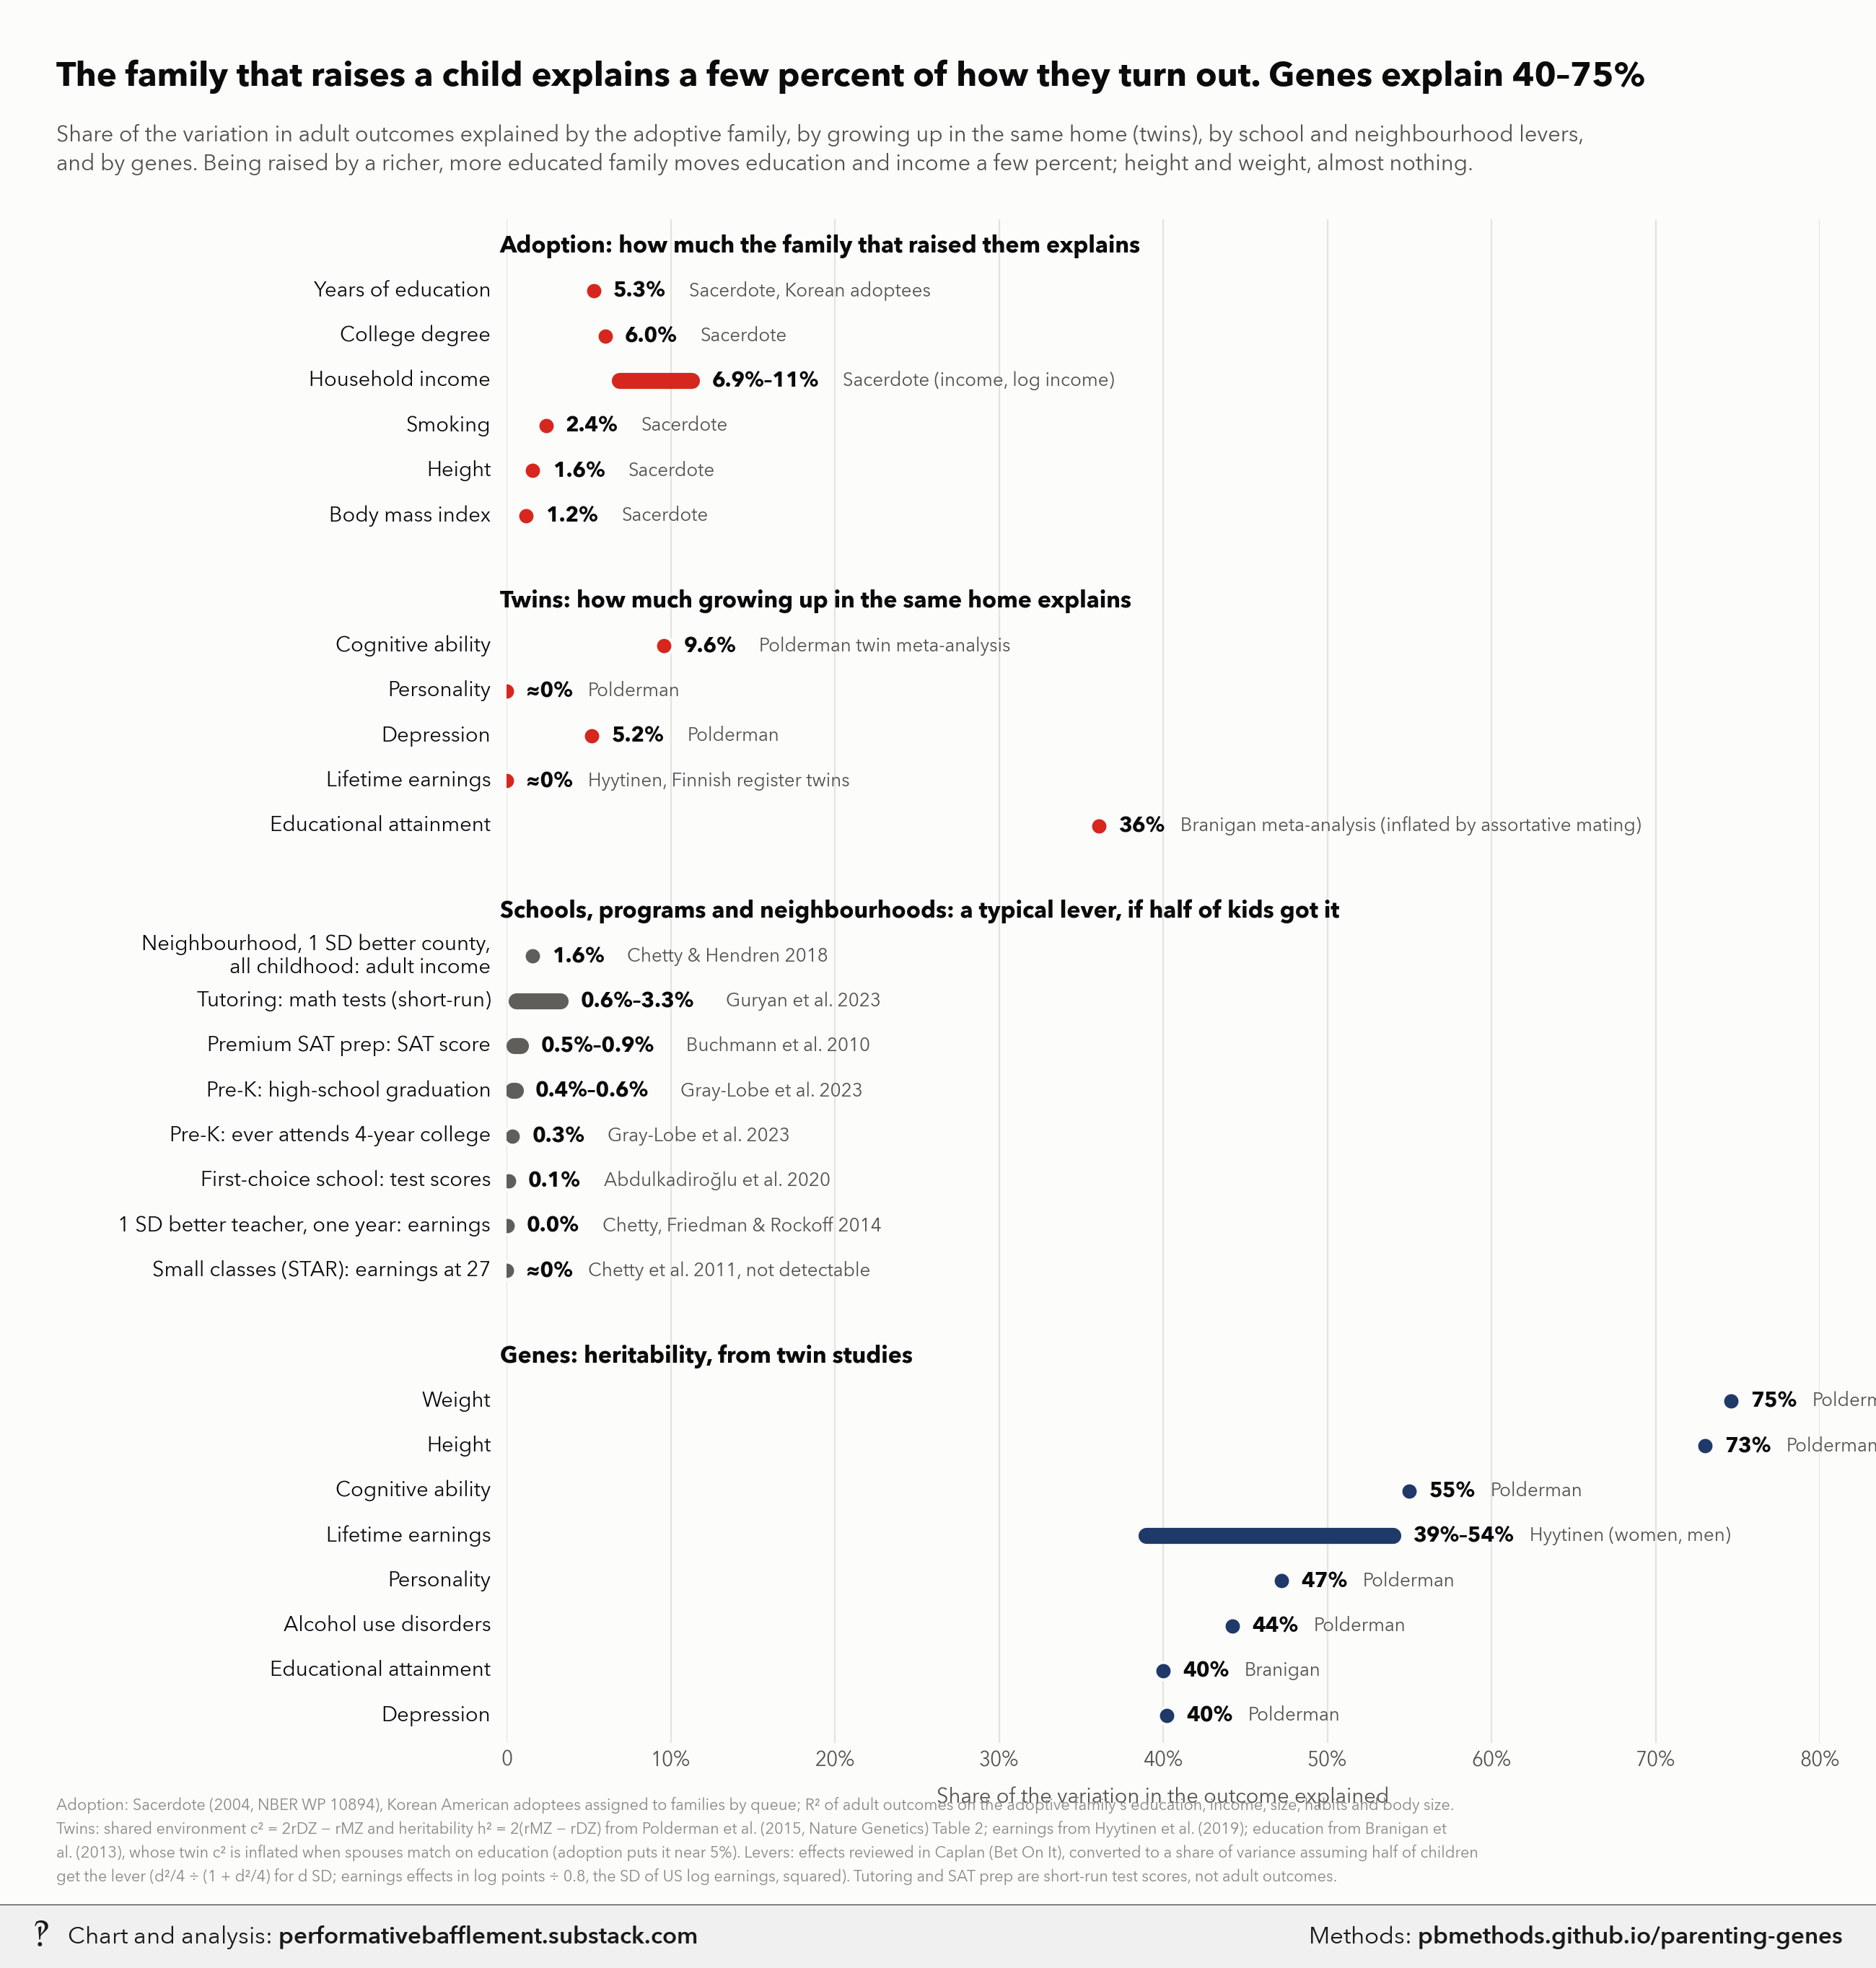 The family that raises a child explains a few percent of how they turn out. Genes explain 40–75%
Share of the variation in adult outcomes explained by the adoptive family, by growing up in the same home (twins), by school and neighbourhood levers,
and by genes. Being raised by a richer, more educated family moves education and income a few percent; height and weight, almost nothing.
Adoption: how much the family that raised them explains
Years of education 5.3% Sacerdote, Korean adoptees
College degree 6.0% Sacerdote
Household income 6.9%–11% Sacerdote (income, log income)
Smoking 2.4% Sacerdote
Height 1.6% Sacerdote
Body mass index 1.2% Sacerdote
Twins: how much growing up in the same home explains
Cognitive ability 9.6% Polderman twin meta-analysis
Personality ≈0% Polderman
Depression 5.2% Polderman
Lifetime earnings ≈0% Hyytinen, Finnish register twins
Educational attainment 36% Branigan meta-analysis (inflated by assortative mating)
Schools, programs and neighbourhoods: a typical lever, if half of kids got it
Neighbourhood, 1 SD better county,
all childhood: adult income 1.6% Chetty & Hendren 2018
Tutoring: math tests (short-run) 0.6%–3.3% Guryan et al. 2023
Premium SAT prep: SAT score 0.5%–0.9% Buchmann et al. 2010
Pre-K: high-school graduation 0.4%–0.6% Gray-Lobe et al. 2023
Pre-K: ever attends 4-year college 0.3% Gray-Lobe et al. 2023
First-choice school: test scores 0.1% Abdulkadiroğlu et al. 2020
1 SD better teacher, one year: earnings 0.0% Chetty, Friedman & Rockoff 2014
Small classes (STAR): earnings at 27 ≈0% Chetty et al. 2011, not detectable
Genes: heritability, from twin studies
Weight 75% Polderm
Height 73% Polderman
Cognitive ability 55% Polderman
Lifetime earnings 39%–54% Hyytinen (women, men)
Personality 47% Polderman
Alcohol use disorders 44% Polderman
Educational attainment 40% Branigan
Depression 40% Polderman
0 10% 20% 30% 40% 50% 60% 70% 80%
Share of the variation in the outcome explained
Adoption: Sacerdote (2004, NBER WP 10894), Korean American adoptees assigned to families by queue; R² of adult outcomes on the adoptive family's education, income, size, habits and body size.
Twins: shared environment c² = 2rDZ − rMZ and heritability h² = 2(rMZ − rDZ) from Polderman et al. (2015, Nature Genetics) Table 2; earnings from Hyytinen et al. (2019); education from Branigan et
al. (2013), whose twin c² is inflated when spouses match on education (adoption puts it near 5%). Levers: effects reviewed in Caplan (Bet On It), converted to a share of variance assuming half of children
get the lever (d²/4 ÷ (1 + d²/4) for d SD; earnings effects in log points ÷ 0.8, the SD of US log earnings, squared). Tutoring and SAT prep are short-run test scores, not adult outcomes.
‽ Chart and analysis: performativebafflement.substack.com
Methods: pbmethods.github.io/parenting-genes